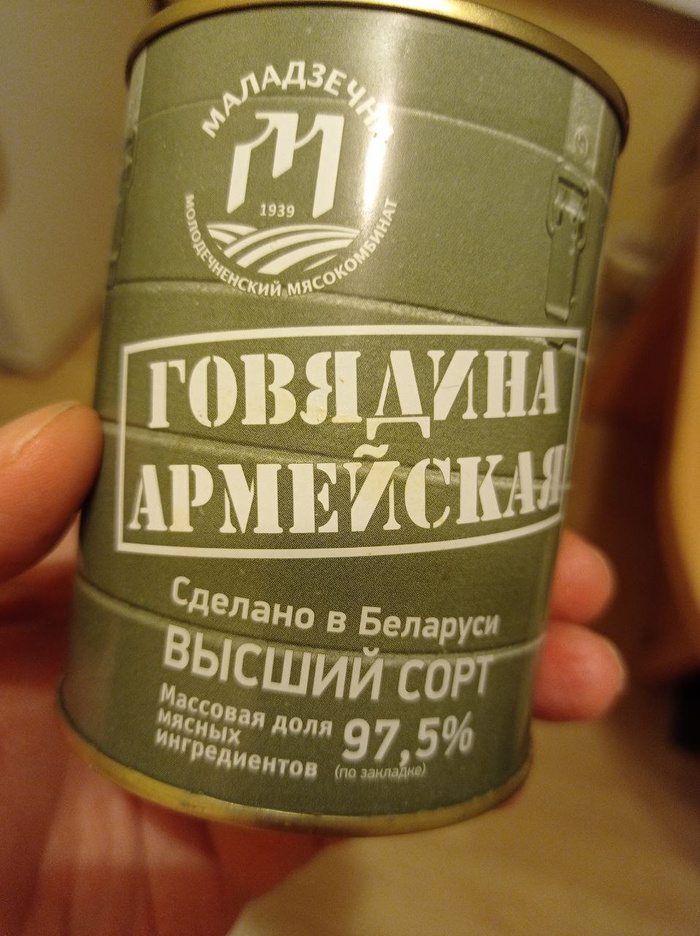 МАЛАДЗЕЧНА
М
1939
МОЛОДЕЧНЕНСКИЙ МЯСОКОМБИНАТ
ГОВЯДИНА
АРМЕЙСКАЯ
Сделано в Беларуси
ВЫСШИЙ СОРТ
Массовая доля
мясных
ингредиентов
97,5%
(по закладке)